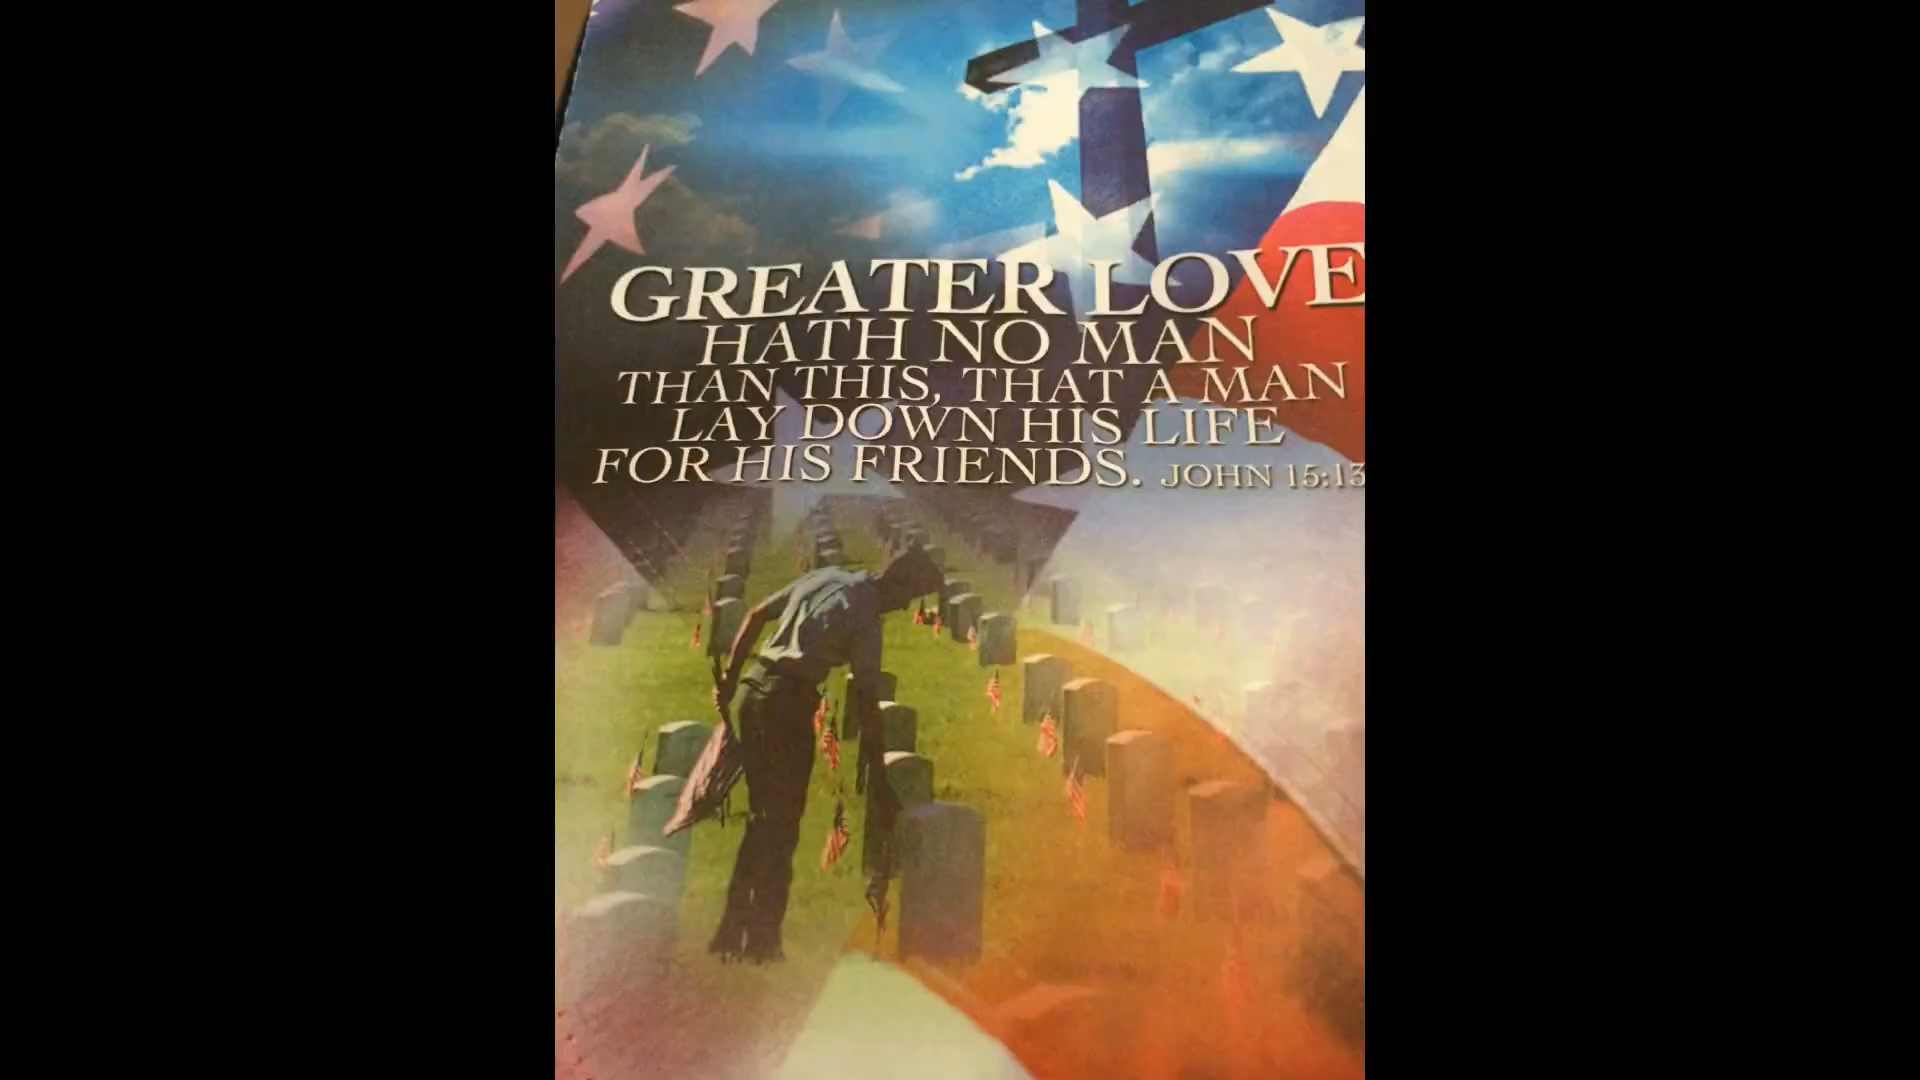 GREATER LOVE
HATH NO MAN
THAN THIS, THAT A MAN
LAY DOWN HIS LIFE
FOR HIS FRIENDS. JOHN 15:13